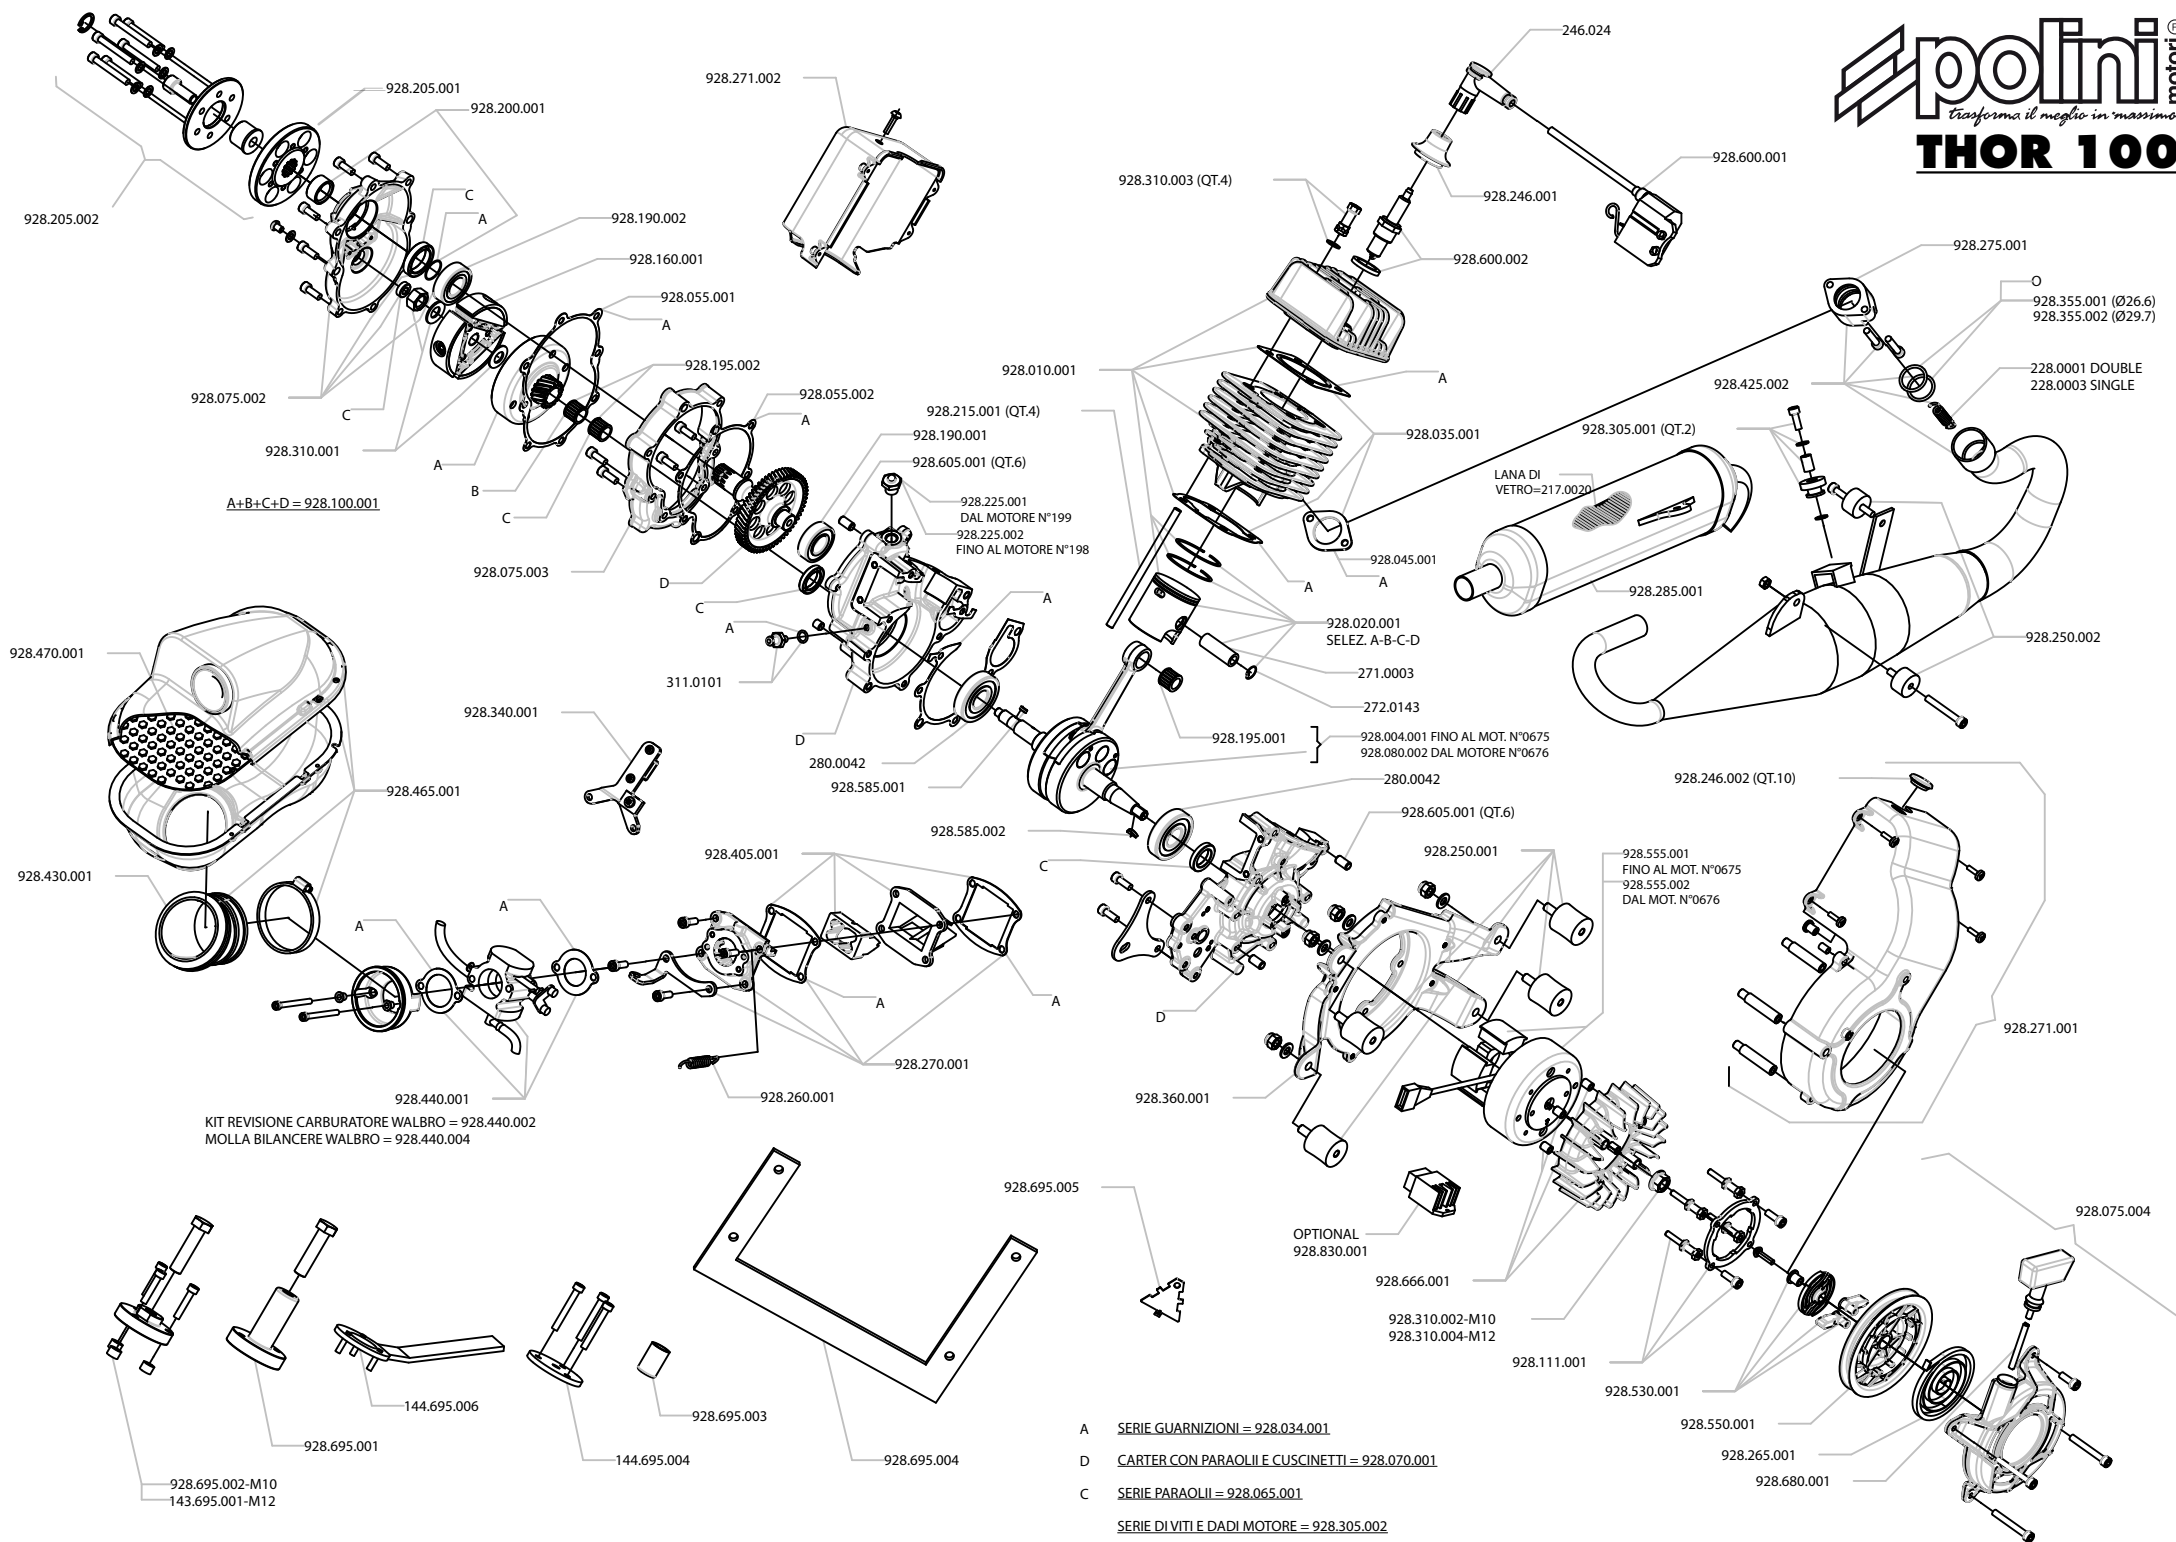 polini
motori
trasforma il meglio in massimo
THOR 100
246.024
928.271.002
928.205.001
928.200.001
928.600.001
928.310.003 (QT.4)
928.246.001
C
A
928.205.002
928.190.002
928.160.001
928.600.002
928.275.001
O
928.355.001 (Ø26.6)
928.355.002 (Ø29.7)
928.055.001
A
928.195.002
928.010.001
A
228.0001 DOUBLE
228.0003 SINGLE
928.425.002
928.075.002
C
928.055.002
A
928.215.001 (QT.4)
928.190.001
928.605.001 (QT.6)
928.035.001
928.305.001 (QT.2)
928.310.001
A
B
C
A+B+C+D = 928.100.001
928.225.001
DAL MOTORE N°199
928.225.002
FINO AL MOTORE N°198
LANA DI
VETRO=217.0020
928.045.001
A
A
928.075.003
D
C
A
A
928.285.001
928.020.001
SELEZ. A-B-C-D
928.250.002
928.470.001
311.0101
271.0003
272.0143
928.340.001
D
928.195.001
928.004.001 FINO AL MOT. N°0675
928.080.002 DAL MOTORE N°0676
280.0042
928.585.001
280.0042
928.246.002 (QT.10)
928.465.001
928.605.001 (QT.6)
928.585.002
C
928.250.001
928.555.001
FINO AL MOT. N°0675
928.555.002
DAL MOT. N°0676
928.405.001
928.430.001
A
A
A
A
D
928.271.001
928.270.001
928.260.001
928.360.001
928.440.001
KIT REVISIONE CARBURATORE WALBRO = 928.440.002
MOLLA BILANCERE WALBRO = 928.440.004
928.695.005
928.075.004
OPTIONAL
928.830.001
928.666.001
928.310.002-M10
928.310.004-M12
928.111.001
928.530.001
928.550.001
928.265.001
928.680.001
144.695.006
928.695.003
928.695.001
144.695.004
928.695.004
928.695.002-M10
143.695.001-M12
A SERIE GUARNIZIONI = 928.034.001
D CARTER CON PARAOLII E CUSCINETTI = 928.070.001
C SERIE PARAOLII = 928.065.001
SERIE DI VITI E DADI MOTORE = 928.305.002